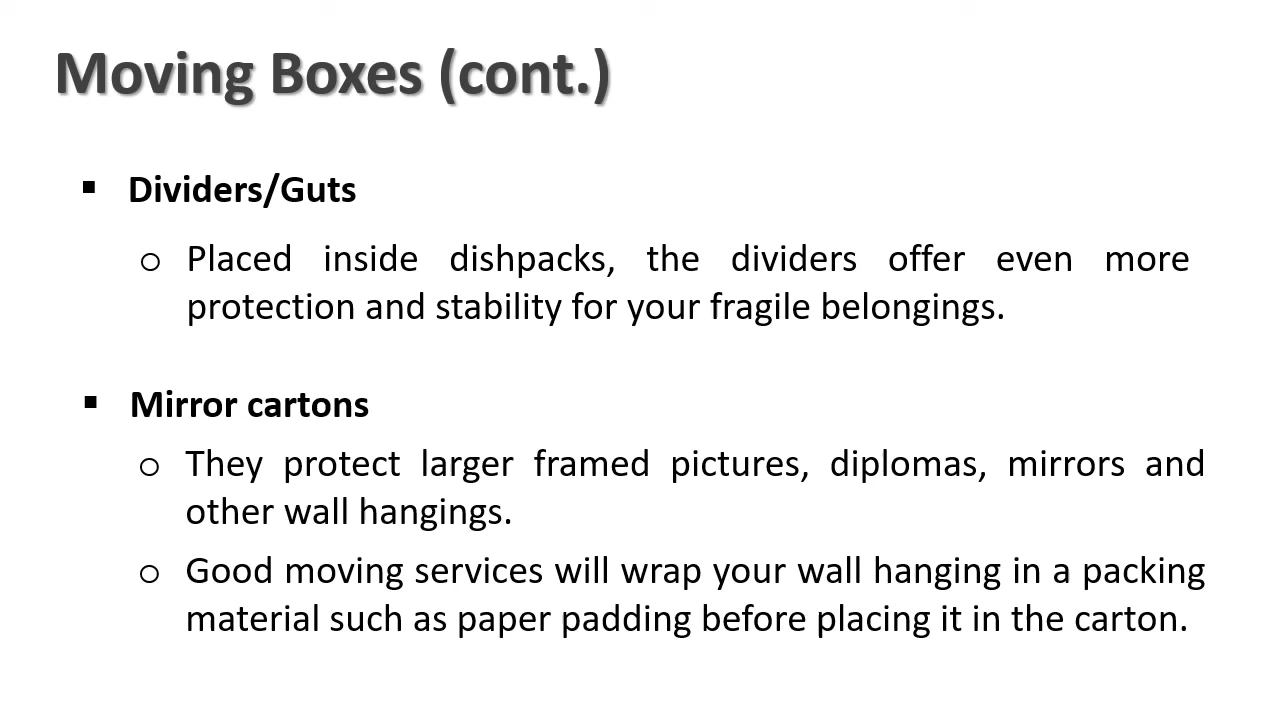 Moving Boxes (cont.)
▪ Dividers/Guts
o Placed inside dishpacks, the dividers offer even more
protection and stability for your fragile belongings.
▪ Mirror cartons
o They protect larger framed pictures, diplomas, mirrors and
other wall hangings.
o Good moving services will wrap your wall hanging in a packing
material such as paper padding before placing it in the carton.